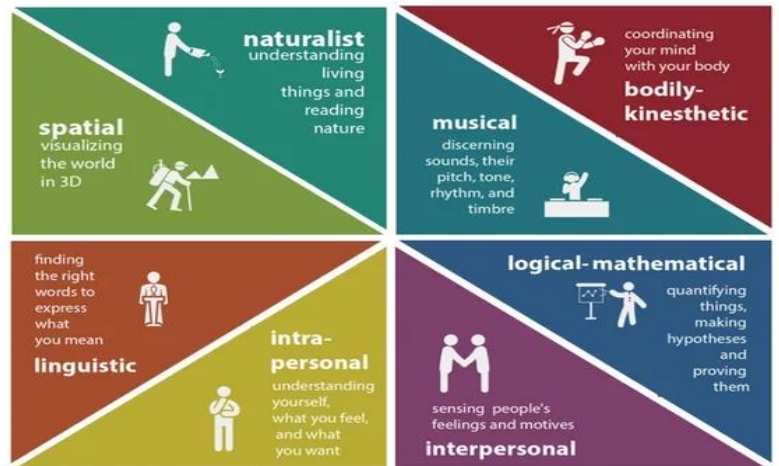 naturalist
understanding
living
things and
reading
nature
spatial
visualizing
the world
in 3D
coordinating
your mind
with your body
bodily-
kinesthetic
musical
discerning
sounds, their
pitch, tone,
rhythm, and
timbre
finding
the right
words to
express
what
you mean
linguistic
intra-
personal
understanding
yourself,
what you feel,
and what
you want
logical-mathematical
quantifying
things,
making
hypotheses
and
proving
them
sensing people's
feelings and motives
interpersonal